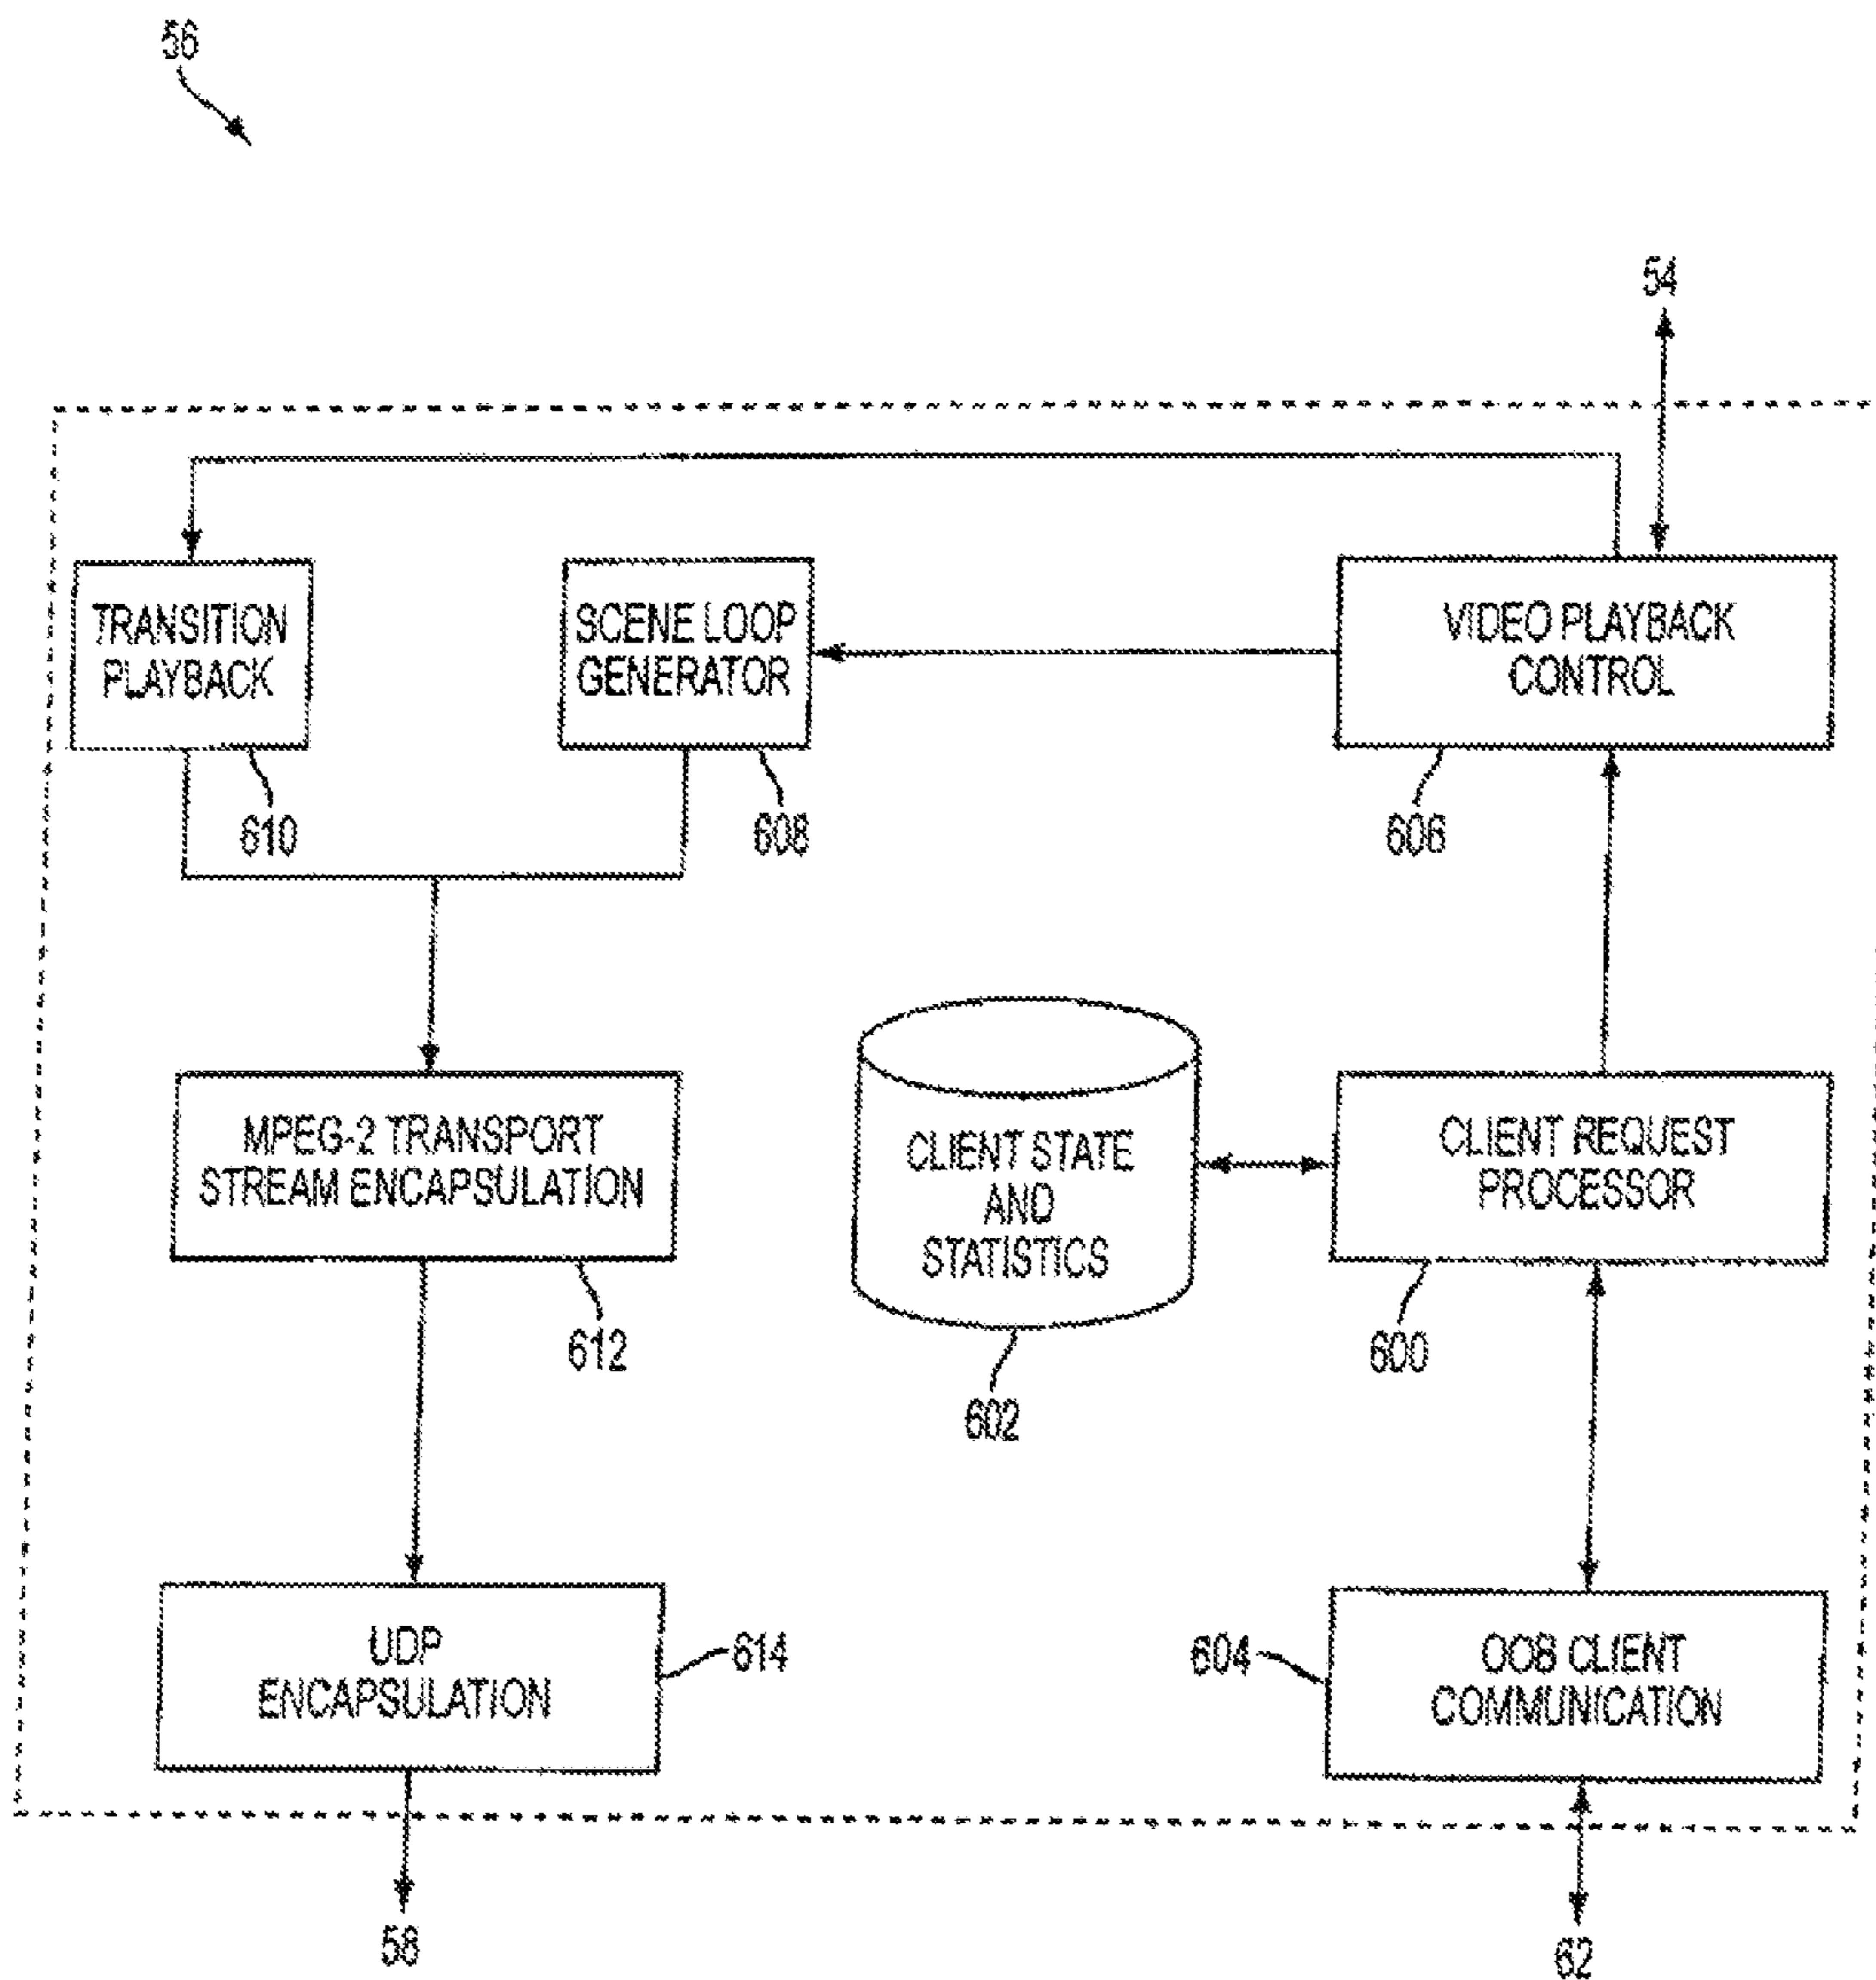 56
54
TRANSITION
PLAYBACK
SCENE LOOP
GENERATOR
VIDEO PLAYBACK
CONTROL
610
608
606
MPEG-2 TRANSPORT
STREAM ENCAPSULATION
CLIENT STATE
AND
STATISTICS
CLIENT REQUEST
PROCESSOR
612
602
600
UDP
ENCAPSULATION
614
604
OOB CLIENT
COMMUNICATION
58
62